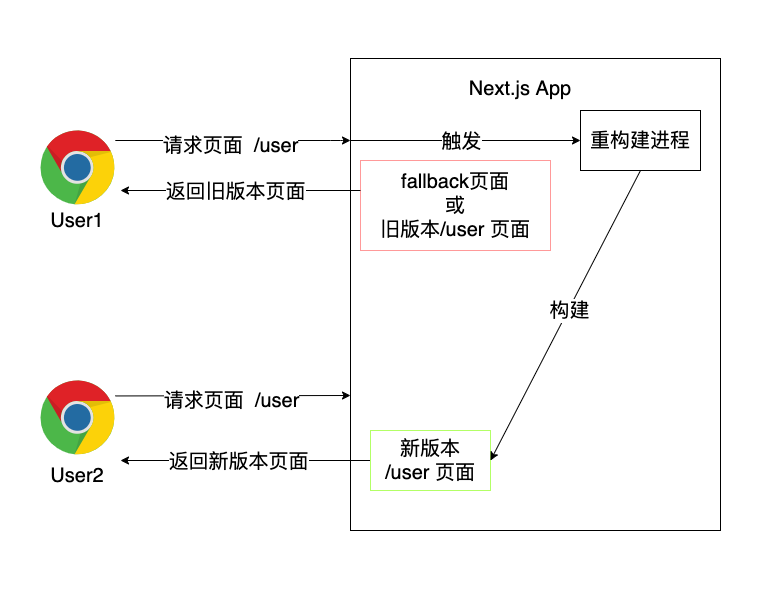 Next.js App
请求页面 /user
触发
重构建进程
返回旧版本页面
fallback页面
或
旧版本/user 页面
User1
构建
请求页面 /user
新版本
/user 页面
返回新版本页面
User2